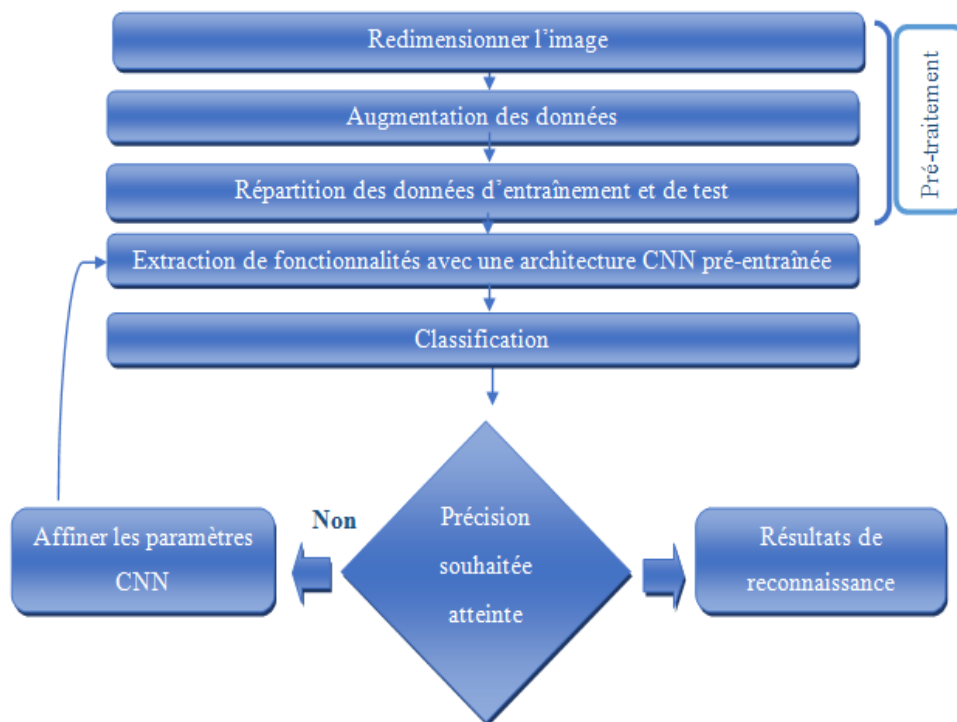 Redimensionner l'image
Augmentation des données
Répartition des données d'entraînement et de test
Pré-traitement
Extraction de fonctionnalités avec une architecture CNN pré-entraînée
Classification
Précision
souhaitée
atteinte
Non
Affiner les paramètres
CNN
Résultats de
reconnaissance